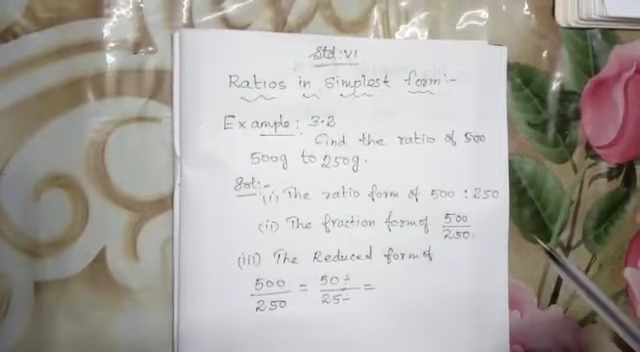 Std: VI
Ratios in Simplest form:-
Example: 3.2
Find the ratio of 500
500g to 250g.
Sol:- (i) The ratio form of 500 : 250
(ii) The fraction form of 500/250.
(iii) The Reduced form of
500/250 = 50÷/25÷ =